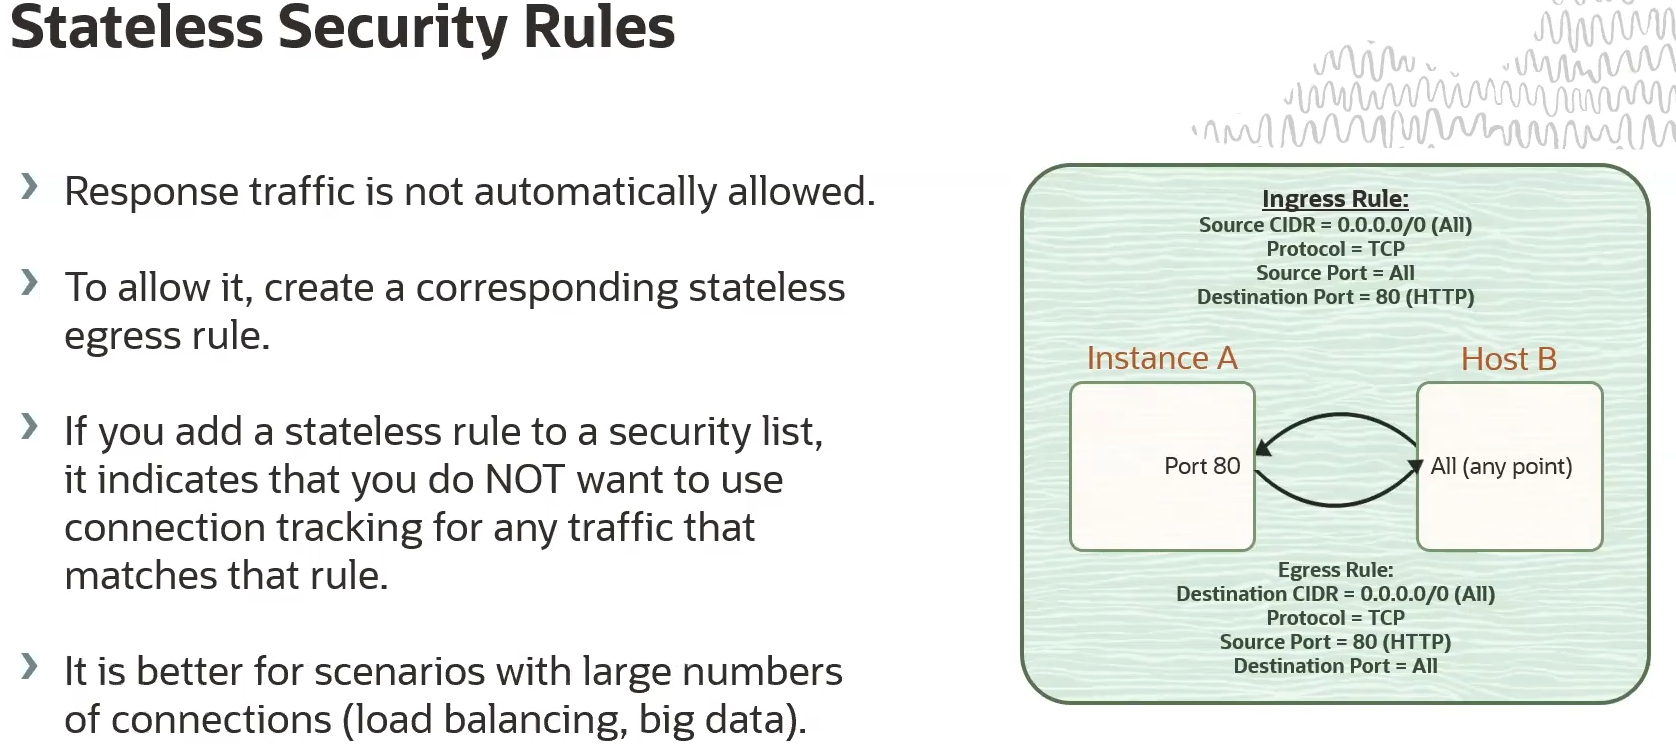 Stateless Security Rules
Response traffic is not automatically allowed.
To allow it, create a corresponding stateless
egress rule.
If you add a stateless rule to a security list,
it indicates that you do NOT want to use
connection tracking for any traffic that
matches that rule.
It is better for scenarios with large numbers
of connections (load balancing, big data).
Ingress Rule:
Source CIDR = 0.0.0.0/0 (All)
Protocol = TCP
Source Port = All
Destination Port = 80 (HTTP)
Instance A
Host B
Port 80
All (any point)
Egress Rule:
Destination CIDR = 0.0.0.0/0 (All)
Protocol = TCP
Source Port = 80 (HTTP)
Destination Port = All